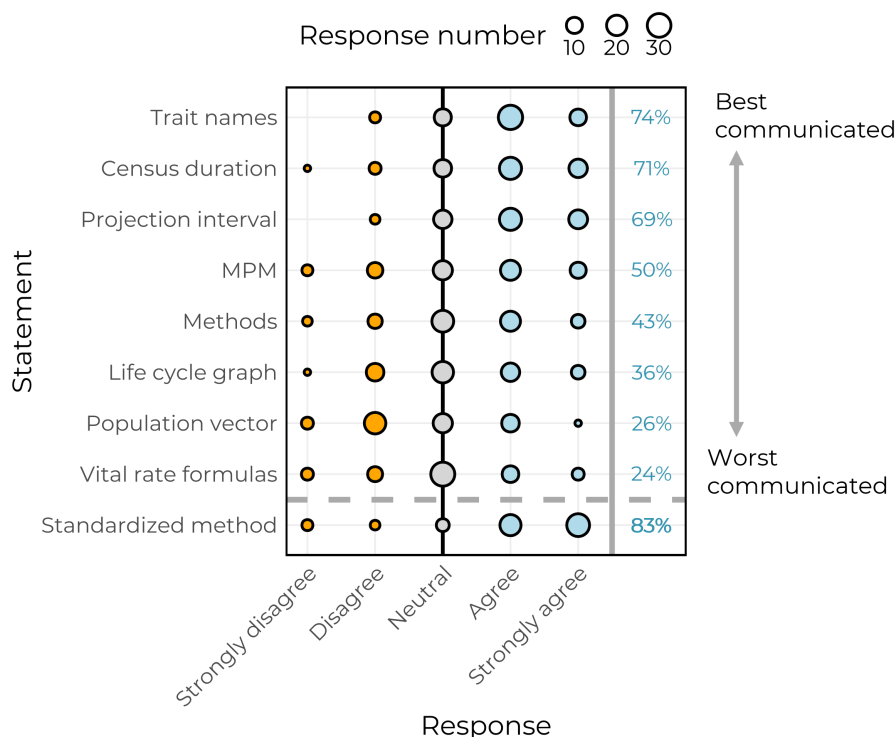 Response number
10 20 30
Best
communicated
Trait names 74%
Census duration 71%
Projection interval 69%
MPM 50%
Methods 43%
Life cycle graph 36%
Population vector 26%
Vital rate formulas 24%
Worst
communicated
Standardized method 83%
Statement
Strongly disagree
Disagree
Neutral
Agree
Strongly agree
Response